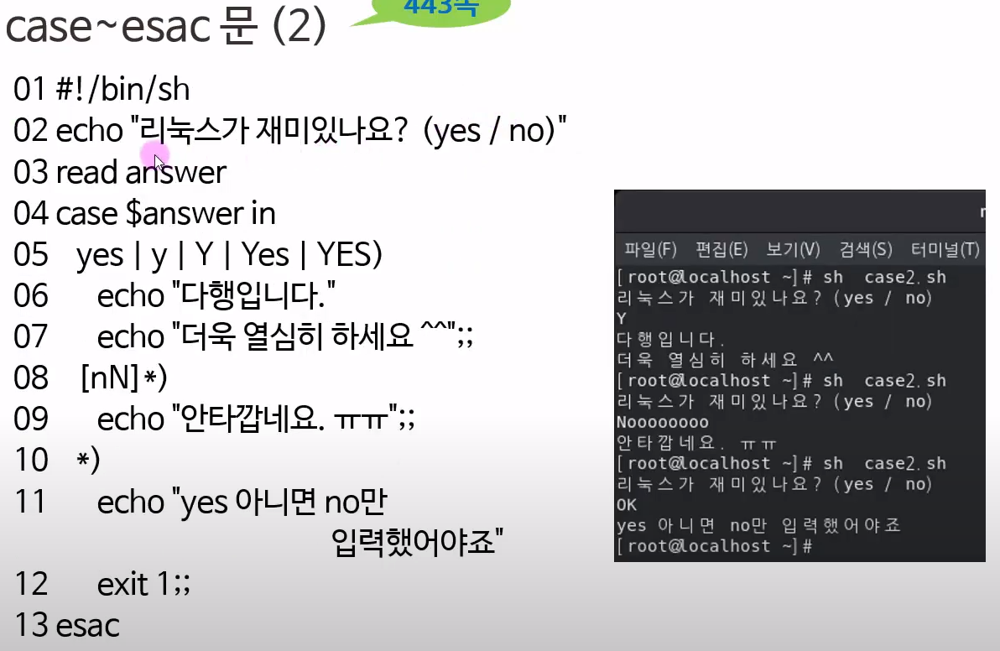 443쪽
case~esac 문 (2)
01 #!/bin/sh
02 echo "리눅스가 재미있나요? (yes / no)"
03 read answer
04 case $answer in
05 yes | y | Y | Yes | YES)
06 echo "다행입니다."
07 echo "더욱 열심히 하세요 ^^";;
08 [nN]*)
09 echo "안타깝네요. ㅠㅠ";;
10 *)
11 echo "yes 아니면 no만
입력했어야죠"
12 exit 1;;
13 esac
파일(F) 편집(E) 보기(V) 검색(S) 터미널(T)
[root@localhost ~]# sh case2.sh
리눅스가 재미있나요? (yes / no)
Y
다행입니다.
더욱 열심히 하세요 ^^
[root@localhost ~]# sh case2.sh
리눅스가 재미있나요? (yes / no)
Noooooooo
안타깝네요. ㅠㅠ
[root@localhost ~]# sh case2.sh
리눅스가 재미있나요? (yes / no)
OK
yes 아니면 no만 입력했어야죠
[root@localhost ~]#